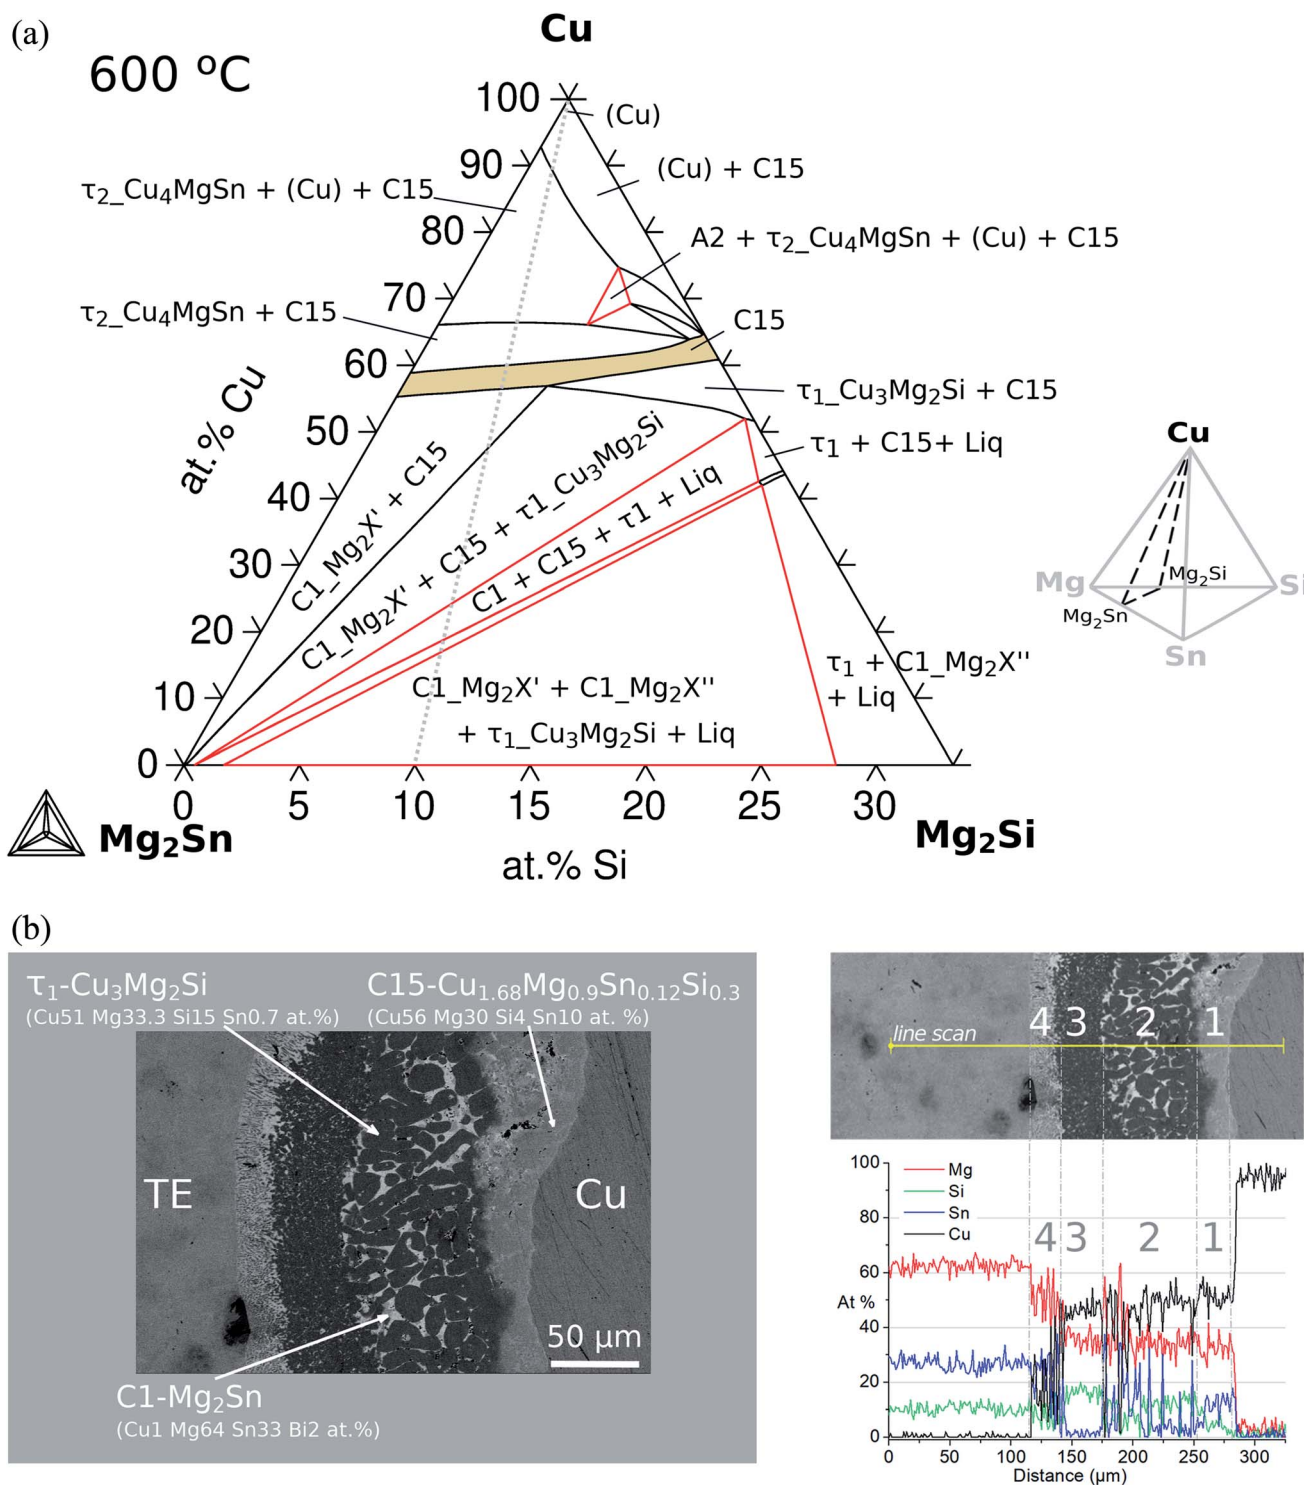 (a)
600 ºC
Cu
100
90
80
70
60
50
40
30
20
10
0
at.% Cu
(Cu)
(Cu) + C15
τ₂_Cu₄MgSn + (Cu) + C15
A2 + τ₂_Cu₄MgSn + (Cu) + C15
τ₂_Cu₄MgSn + C15
C15
τ₁_Cu₃Mg₂Si + C15
τ₁ + C15+ Liq
C1_Mg₂X' + C15
C1_Mg₂X' + C15 + τ1_Cu₃Mg₂Si
C1 + C15 + τ1 + Liq
C1_Mg₂X' + C1_Mg₂X''
+ τ₁_Cu₃Mg₂Si + Liq
τ₁ + C1_Mg₂X''
+ Liq
0
5
10
15
20
25
30
Mg₂Sn
Mg₂Si
at.% Si
Cu
Mg
Si
Mg₂Si
Mg₂Sn
Sn
(b)
τ₁-Cu₃Mg₂Si
(Cu51 Mg33.3 Si15 Sn0.7 at.%)
C15-Cu₁.₆₈Mg₀.₉Sn₀.₁₂Si₀.₃
(Cu56 Mg30 Si4 Sn10 at. %)
TE
Cu
50 µm
C1-Mg₂Sn
(Cu1 Mg64 Sn33 Bi2 at.%)
line scan
4 3 2 1
100
80
60
At %
40
20
0
Mg
Si
Sn
Cu
4 3 2 1
0 50 100 150 200 250 300
Distance (µm)